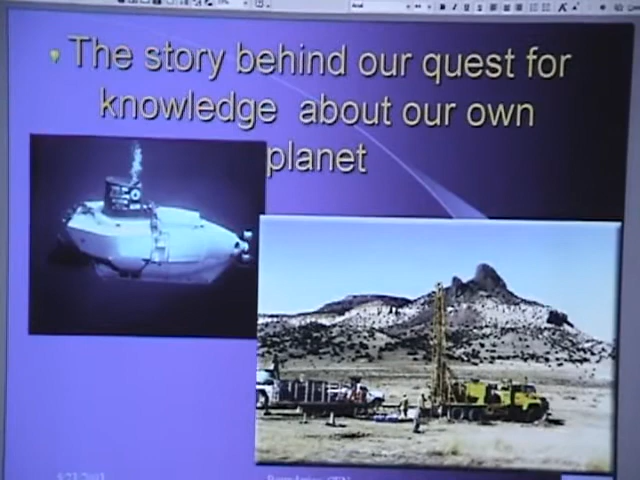 The story behind our quest for
knowledge about our own
planet